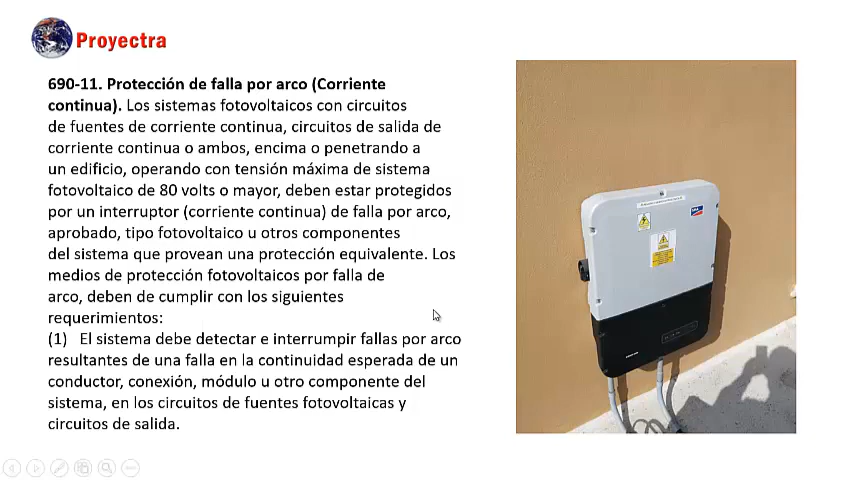 Proyectra
690-11. Protección de falla por arco (Corriente
continua). Los sistemas fotovoltaicos con circuitos
de fuentes de corriente continua, circuitos de salida de
corriente continua o ambos, encima o penetrando a
un edificio, operando con tensión máxima de sistema
fotovoltaico de 80 volts o mayor, deben estar protegidos
por un interruptor (corriente continua) de falla por arco,
aprobado, tipo fotovoltaico u otros componentes
del sistema que provean una protección equivalente. Los
medios de protección fotovoltaicos por falla de
arco, deben de cumplir con los siguientes
requerimientos:
(1) El sistema debe detectar e interrumpir fallas por arco
resultantes de una falla en la continuidad esperada de un
conductor, conexión, módulo u otro componente del
sistema, en los circuitos de fuentes fotovoltaicas y
circuitos de salida.